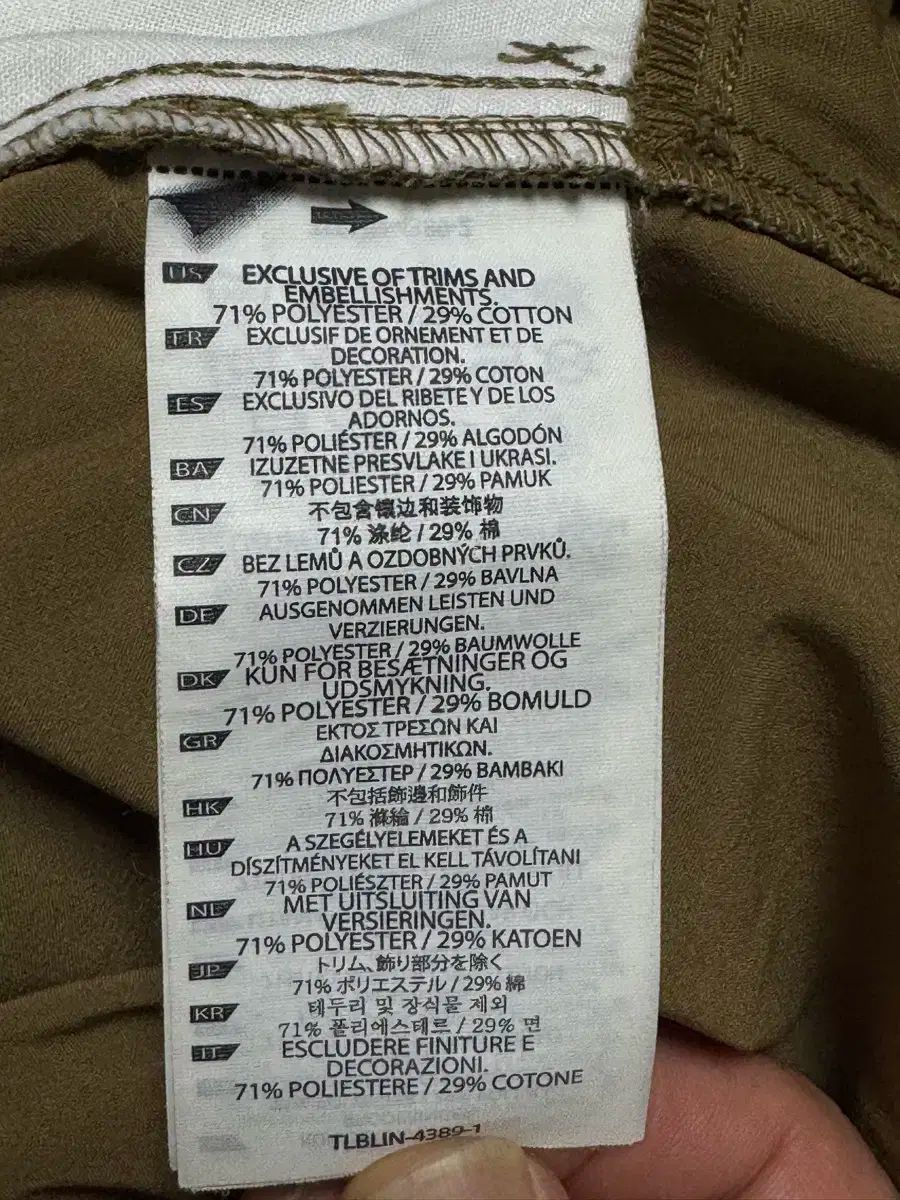 US EXCLUSIVE OF TRIMS AND
EMBELLISHMENTS.
71% POLYESTER / 29% COTTON
FR EXCLUSIF DE ORNEMENT ET DE
DECORATION.
71% POLYESTER / 29% COTON
ES EXCLUSIVO DEL RIBETE Y DE LOS
ADORNOS.
71% POLIÉSTER / 29% ALGODÓN
BA IZUZETNE PRESVLAKE I UKRASI.
71% POLIESTER / 29% PAMUK
CN 不包含镶边和装饰物
71% 涤纶 / 29% 棉
CZ BEZ LEMŮ A OZDOBNÝCH PRVKŮ.
71% POLYESTER / 29% BAVLNA
DE AUSGENOMMEN LEISTEN UND
VERZIERUNGEN.
71% POLYESTER / 29% BAUMWOLLE
DK KUN FOR BESÆTNINGER OG
UDSMYKNING.
71% POLYESTER / 29% BOMULD
GR ΕΚΤΟΣ ΤΡΕΣΩΝ ΚΑΙ
ΔΙΑΚΟΣΜΗΤΙΚΩΝ.
71% ΠΟΛΥΕΣΤΕΡ / 29% ΒΑΜΒΑΚΙ
HK 不包括飾邊和飾件
71% 滌綸 / 29% 棉
HU A SZEGÉLYELEMEKET ÉS A
DÍSZÍTMÉNYEKET EL KELL TÁVOLÍTANI
71% POLIÉSZTER / 29% PAMUT
NL MET UITSLUITING VAN
VERSIERINGEN.
71% POLYESTER / 29% KATOEN
JP トリム、飾り部分を除く
71% ポリエステル / 29% 綿
KR 테두리 및 장식물 제외
71% 폴리에스테르 / 29% 면
IT ESCLUDERE FINITURE E
DECORAZIONI.
71% POLIESTERE / 29% COTONE
TLBLIN-4389-1